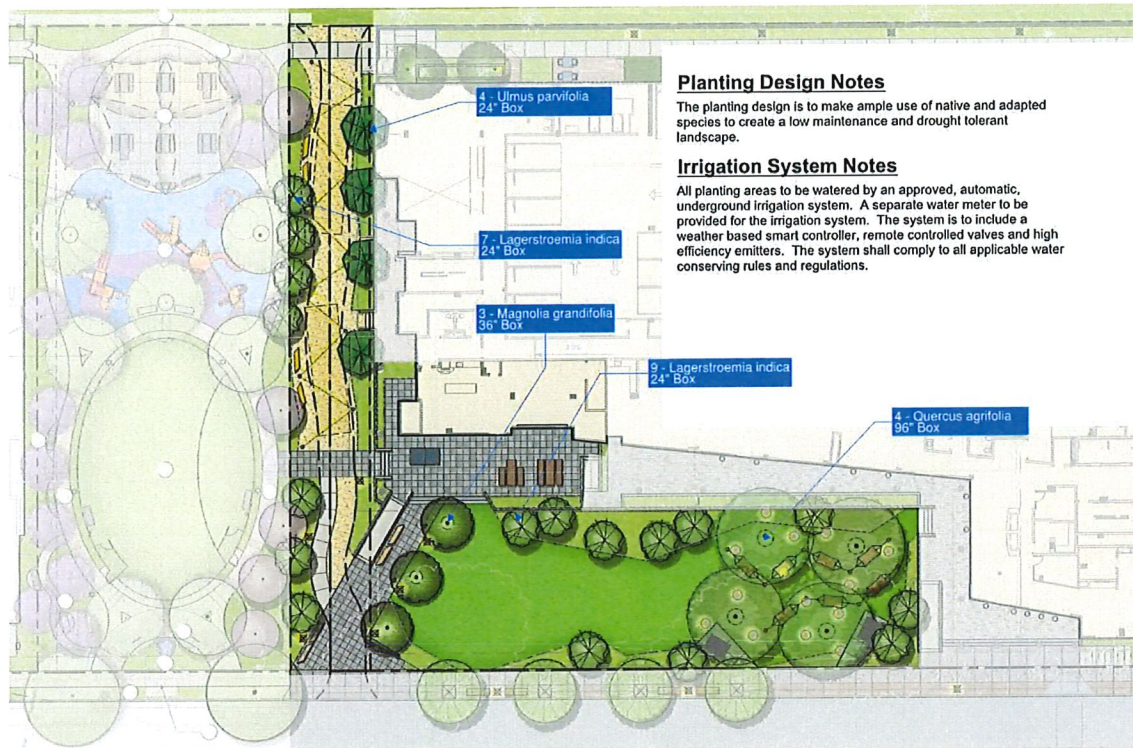 4 - Ulmus parvifolia
24" Box
7 - Lagerstroemia indica
24" Box
3 - Magnolia grandifolia
36" Box
9 - Lagerstroemia indica
24" Box
4 - Quercus agrifolia
96" Box
Planting Design Notes
The planting design is to make ample use of native and adapted
species to create a low maintenance and drought tolerant
landscape.
Irrigation System Notes
All planting areas to be watered by an approved, automatic,
underground irrigation system. A separate water meter to be
provided for the irrigation system. The system is to include a
weather based smart controller, remote controlled valves and high
efficiency emitters. The system shall comply to all applicable water
conserving rules and regulations.